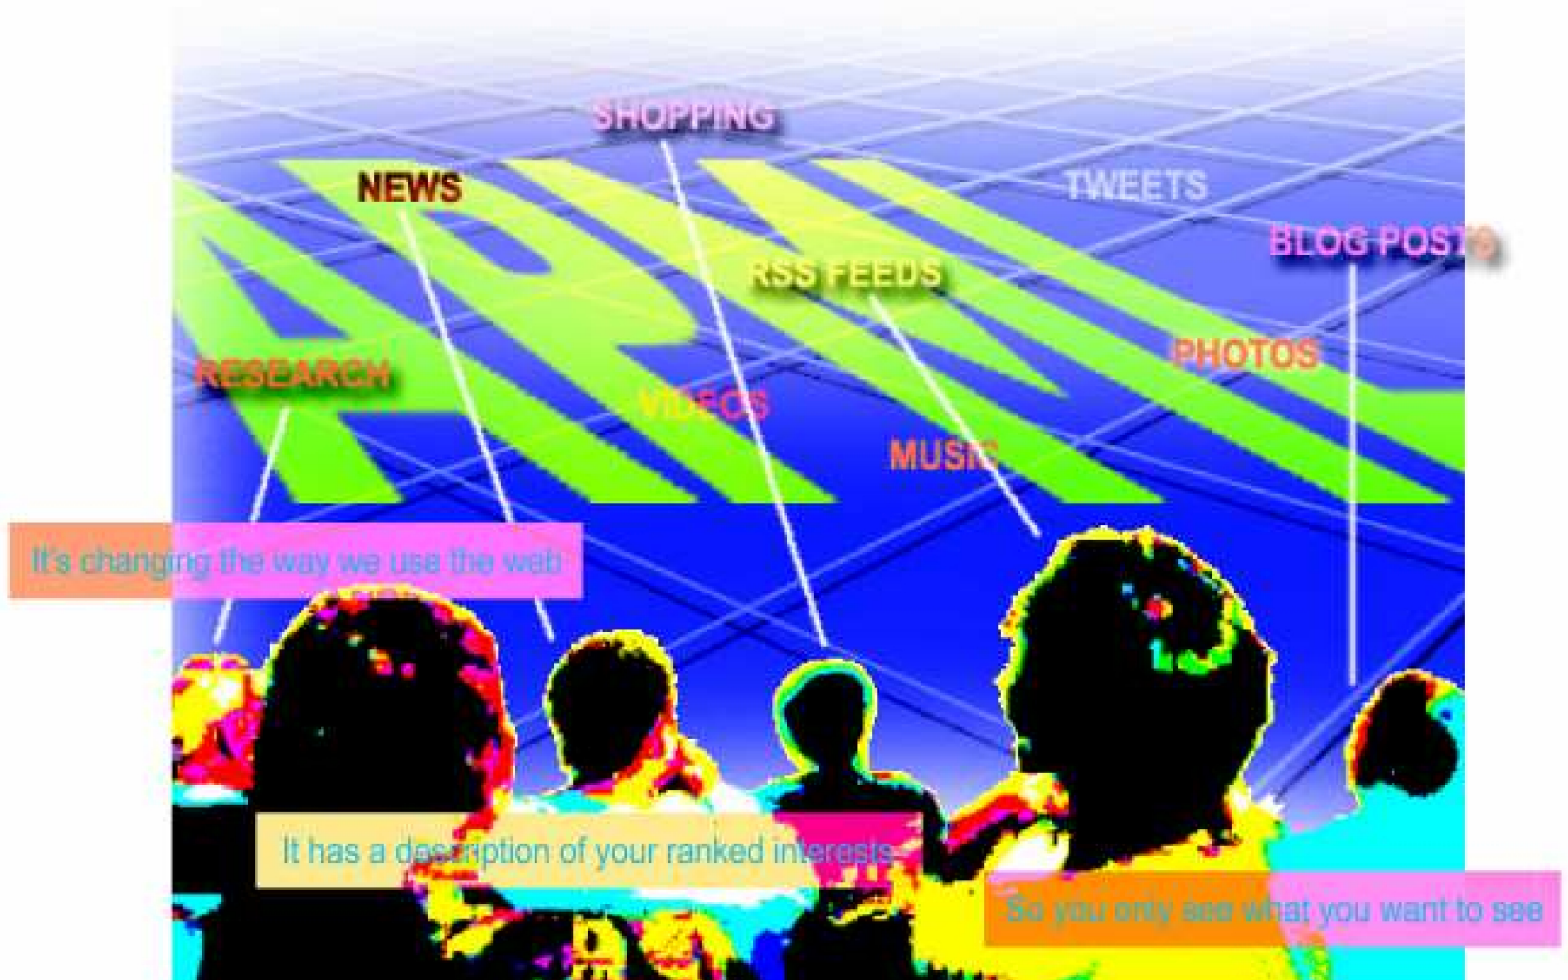 SHOPPING
NEWS
TWEETS
BLOG POSTS
RSS FEEDS
APML
PHOTOS
RESEARCH
VIDEOS
MUSIC
It's changing the way we use the web
It has a description of your ranked interests
So you only see what you want to see